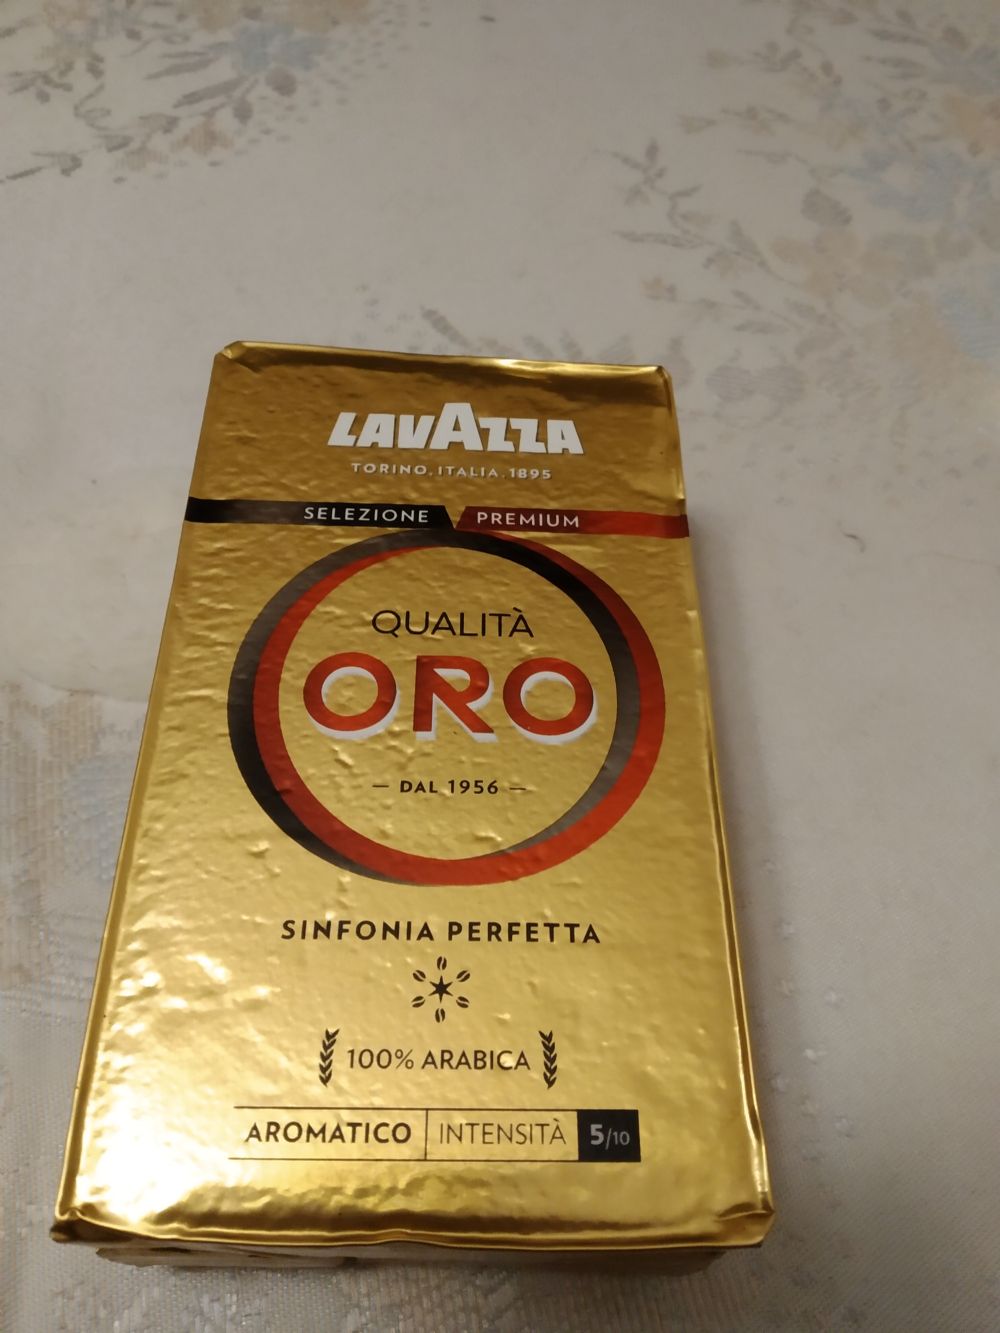 LAVAZZA
TORINO, ITALIA, 1895
SELEZIONE PREMIUM
QUALITÀ
ORO
— DAL 1956 —
SINFONIA PERFETTA
100% ARABICA
AROMATICO INTENSITÀ 5/10